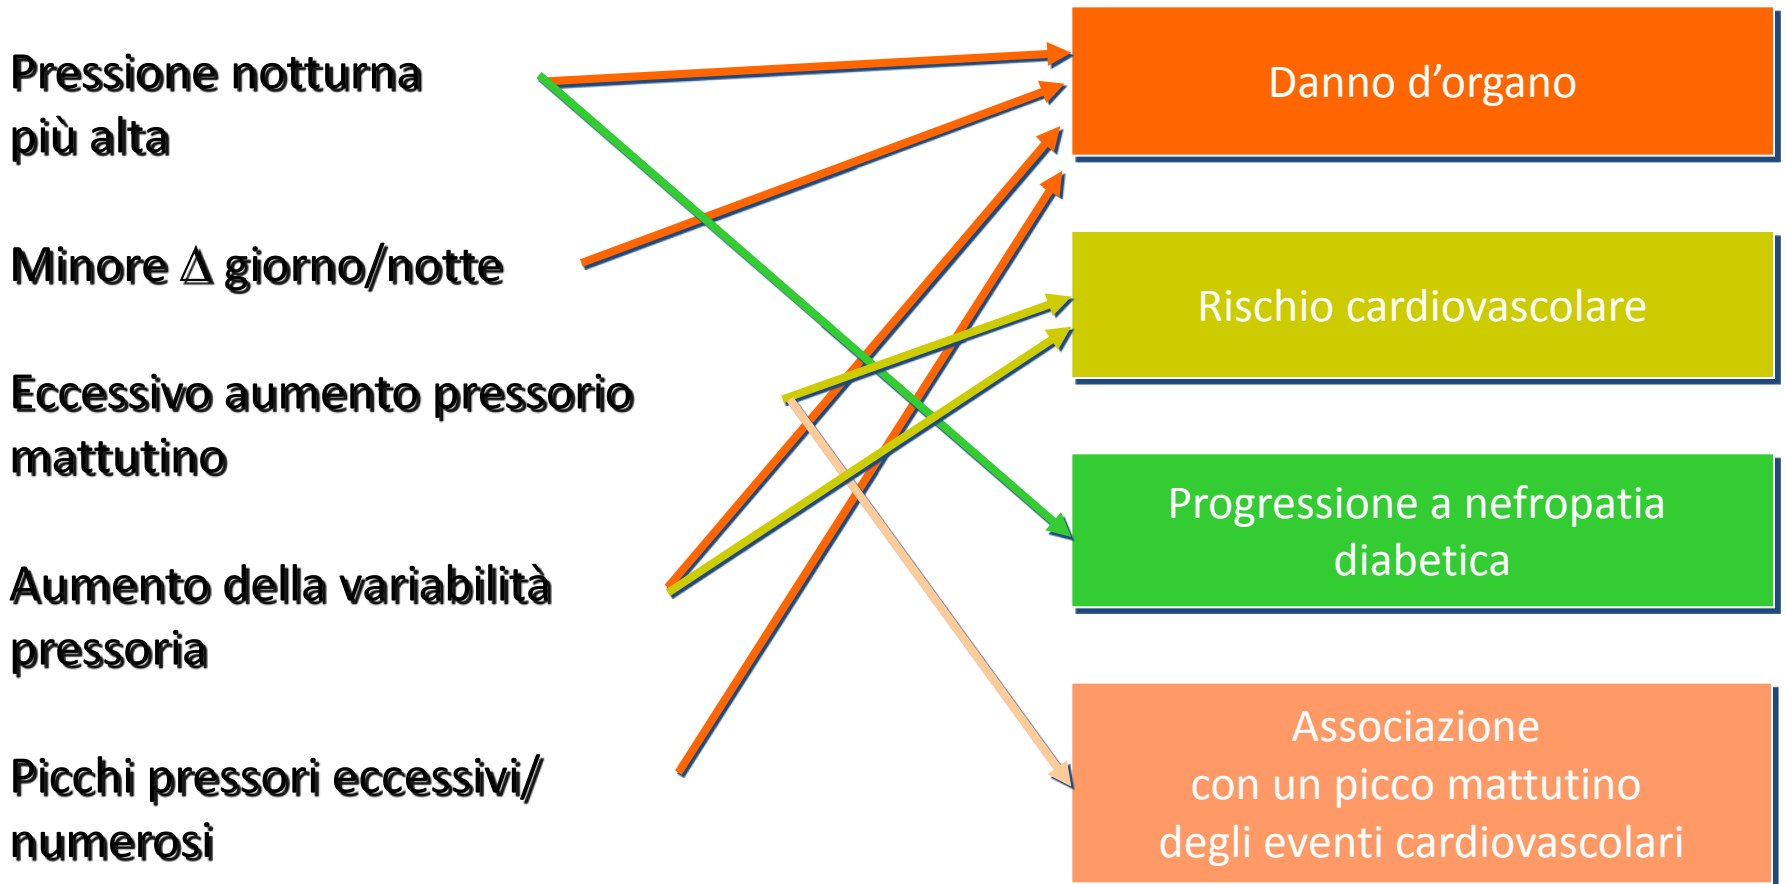 Pressione notturna
più alta
Minore Δ giorno/notte
Eccessivo aumento pressorio
mattutino
Aumento della variabilità
pressoria
Picchi pressori eccessivi/
numerosi
Danno d’organo
Rischio cardiovascolare
Progressione a nefropatia
diabetica
Associazione
con un picco mattutino
degli eventi cardiovascolari